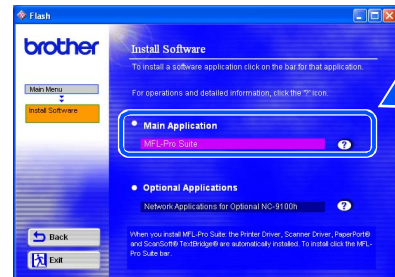 Flash
brother
Install Software
To install a software application click on the bar for that application.
Main Menu
For operations and detailed information, click the "?" icon.
Install Software
Main Application
MFL-Pro Suite
?
Optional Applications
Network Applications for Optional NC-9100h
?
Back
When you install MFL-Pro Suite: the Printer Driver, Scanner Driver, PaperPort®
and ScanSoft® TextBridge® are automatically installed. To install click the MFL-
Pro Suite bar.
Exit